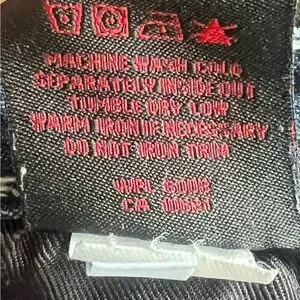 MACHINE WASH COLD
SEPARATELY INSIDE OUT
TUMBLE DRY LOW
WARM IRON IF NECESSARY
DO NOT IRON TRIM
WPL
CA